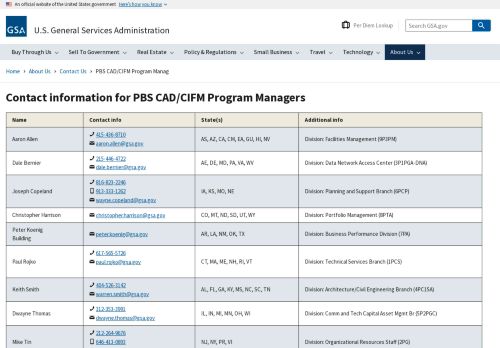 An official website of the United States government Here's how you know
GSA
U.S. General Services Administration
Per Diem Lookup
Search GSA.gov
Buy Through Us
Sell To Government
Real Estate
Policy & Regulations
Small Business
Travel
Technology
About Us
Home › About Us › Contact Us › PBS CAD/CIFM Program Manag
Contact information for PBS CAD/CIFM Program Managers
Name Contact info State(s) Additional info
415-436-8710
Aaron Allen AS, AZ, CA, CM, EA, GU, HI, NV Division: Facilities Management (9P3PM)
aaron.allen@gsa.gov
215-446-4722
Dale Bernier AE, DE, MD, PA, VA, WV Division: Data Network Access Center (3P1PGA-DNA)
dale.bernier@gsa.gov
816-823-2246
Joseph Copeland 913-333-1262 IA, KS, MO, NE Division: Planning and Support Branch (6PCP)
wayne.copeland@gsa.gov
Christopher Harrison christopher.harrison@gsa.gov CO, MT, ND, SD, UT, WY Division: Portfolio Management (8PTA)
Peter Koenig
Building
peter.koenig@gsa.gov AR, LA, NM, OK, TX Division: Business Performance Division (7PA)
617-565-5726
Paul Rojko CT, MA, ME, NH, RI, VT Division: Technical Services Branch (1PCS)
paul.rojko@gsa.gov
404-526-3142
Keith Smith AL, FL, GA, KY, MS, NC, SC, TN Division: Architecture/Civil Engineering Branch (4PC1SA)
warren.smith@gsa.gov
312-353-3991
Dwayne Thomas IL, IN, MI, MN, OH, WI Division: Comm and Tech Capital Asset Mgmt Br (5P2PGC)
dwayne.thomas@gsa.gov
212-264-9876
Mike Tin 646-413-0893 NJ, NY, PR, VI Division: Organizational Resources Staff (2PG)